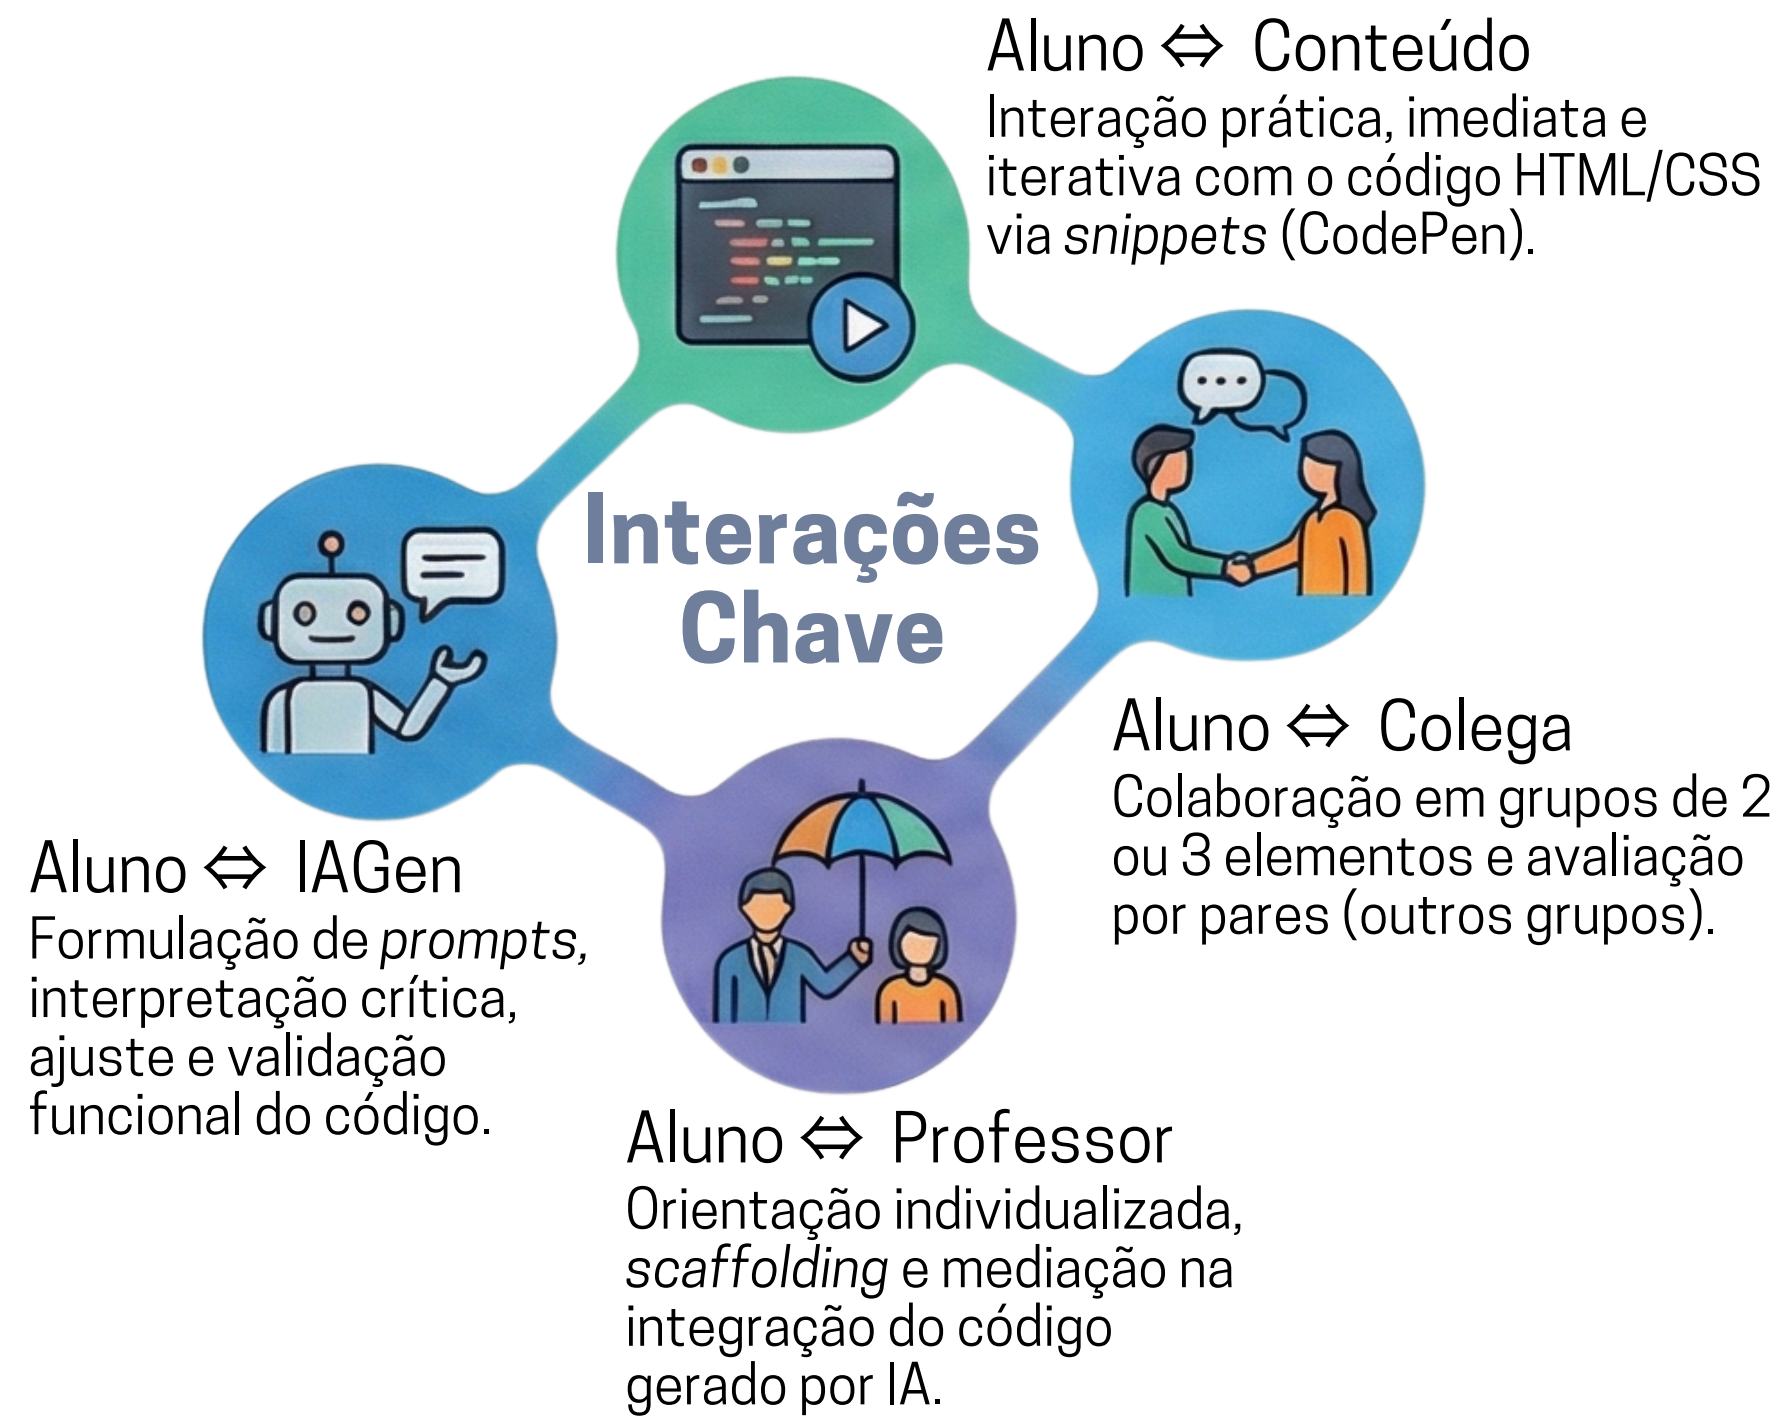 Aluno ⇔ Conteúdo
Interação prática, imediata e
iterativa com o código HTML/CSS
via snippets (CodePen).
Interações
Chave
Aluno ⇔ Colega
Colaboração em grupos de 2
ou 3 elementos e avaliação
por pares (outros grupos).
Aluno ⇔ IAGen
Formulação de prompts,
interpretação crítica,
ajuste e validação
funcional do código.
Aluno ⇔ Professor
Orientação individualizada,
scaffolding e mediação na
integração do código
gerado por IA.